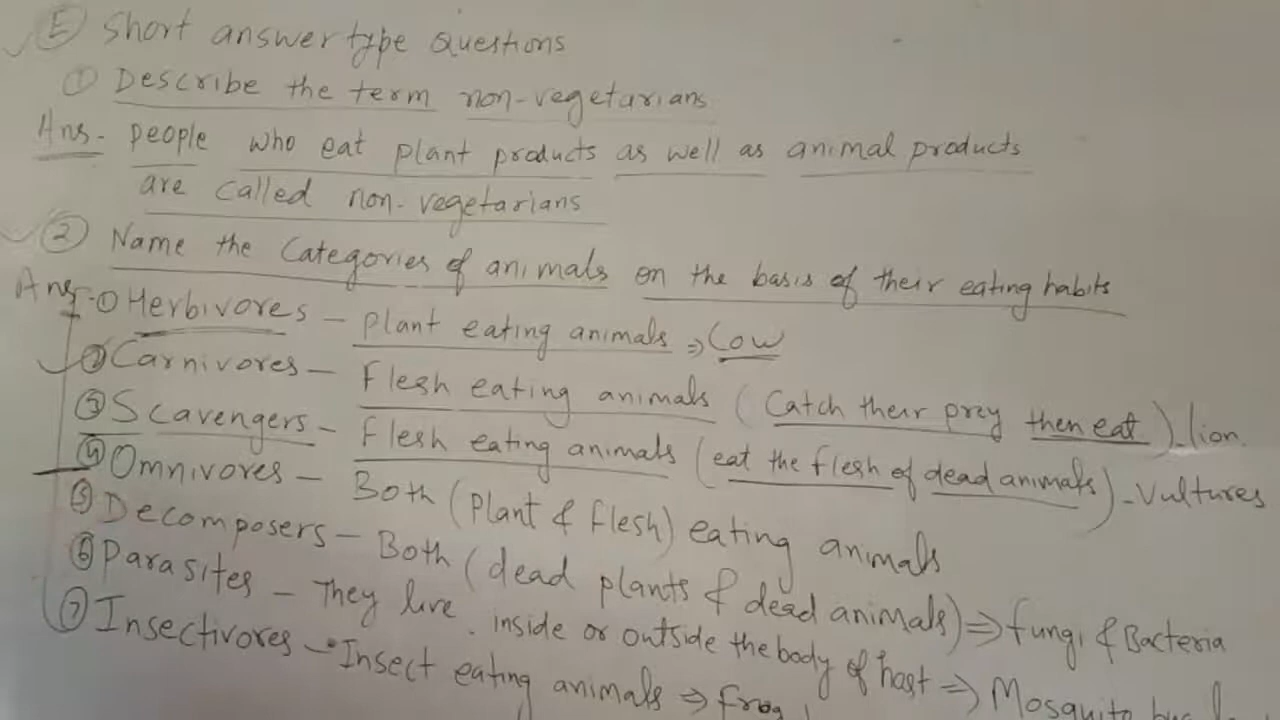 5 Short answer type Questions
① Describe the term non-vegetarians
Ans- people who eat plant products as well as animal products
are called non-vegetarians
② Name the Categories of animals on the basis of their eating habits
Ans- ① Herbivores - plant eating animals ⇒ Cow
② Carnivores - Flesh eating animals (Catch their prey then eat) - lion
③ Scavengers - Flesh eating animals (eat the flesh of dead animals) - Vultures
④ Omnivores - Both (plant & flesh) eating animals
⑤ Decomposers - Both (dead plants & dead animals) ⇒ fungi & Bacteria
⑥ Parasites - They live inside or outside the body of host ⇒ Mosquito
⑦ Insectivores - Insect eating animals ⇒ frog